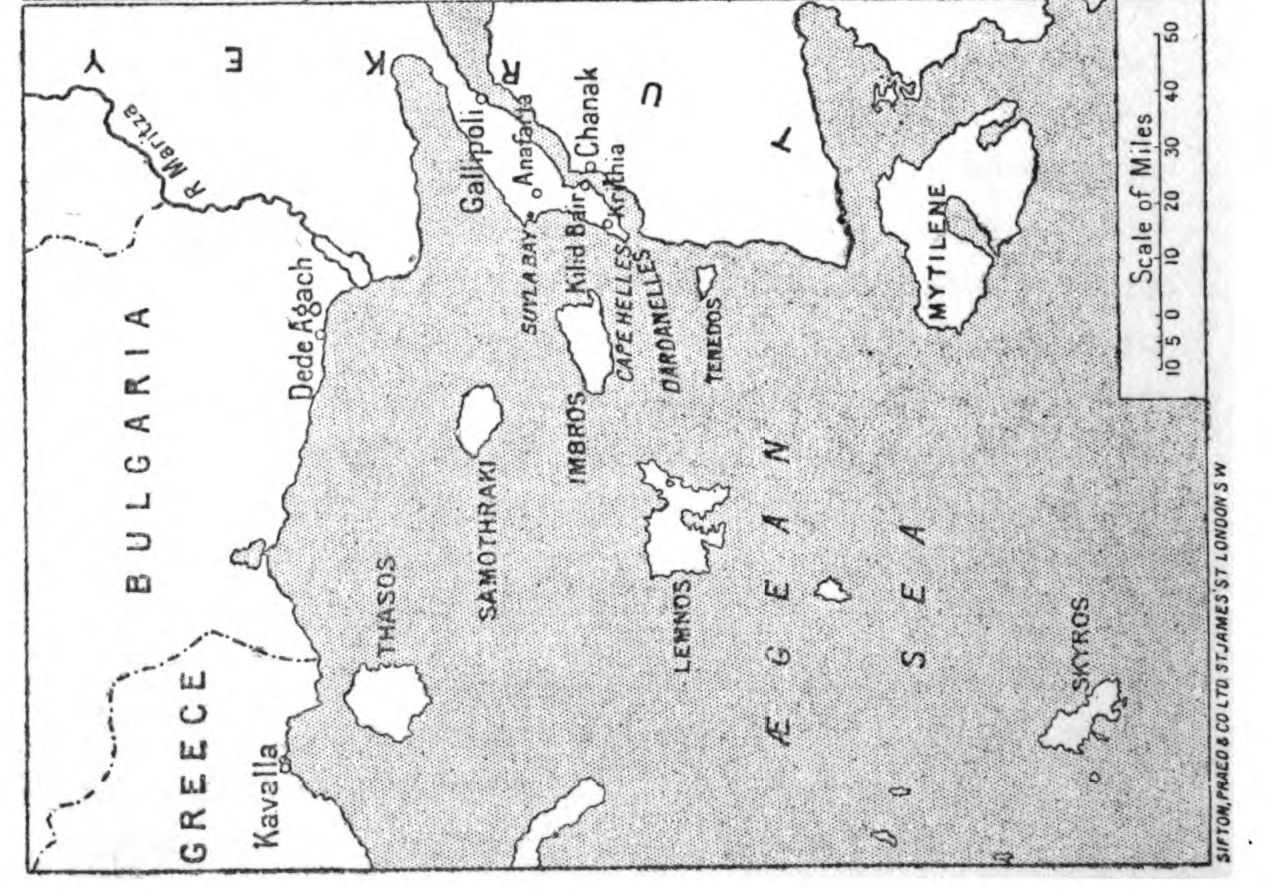 BULGARIA
GREECE
TURKEY
R Maritza
Kavalla
Dede Agach
THASOS
SAMOTHRAKI
Gallipoli
Anafarta
SUVLA BAY
Kilid Bair
Chanak
Krithia
IMBROS
CAPE HELLES
DARDANELLES
TENEDOS
LEMNOS
ÆGEAN
SEA
MYTILENE
SKYROS
Scale of Miles
10 5 0 10 20 30 40 50
SIFTON, PRAED & CO LTD. ST. JAMES' ST LONDON S W